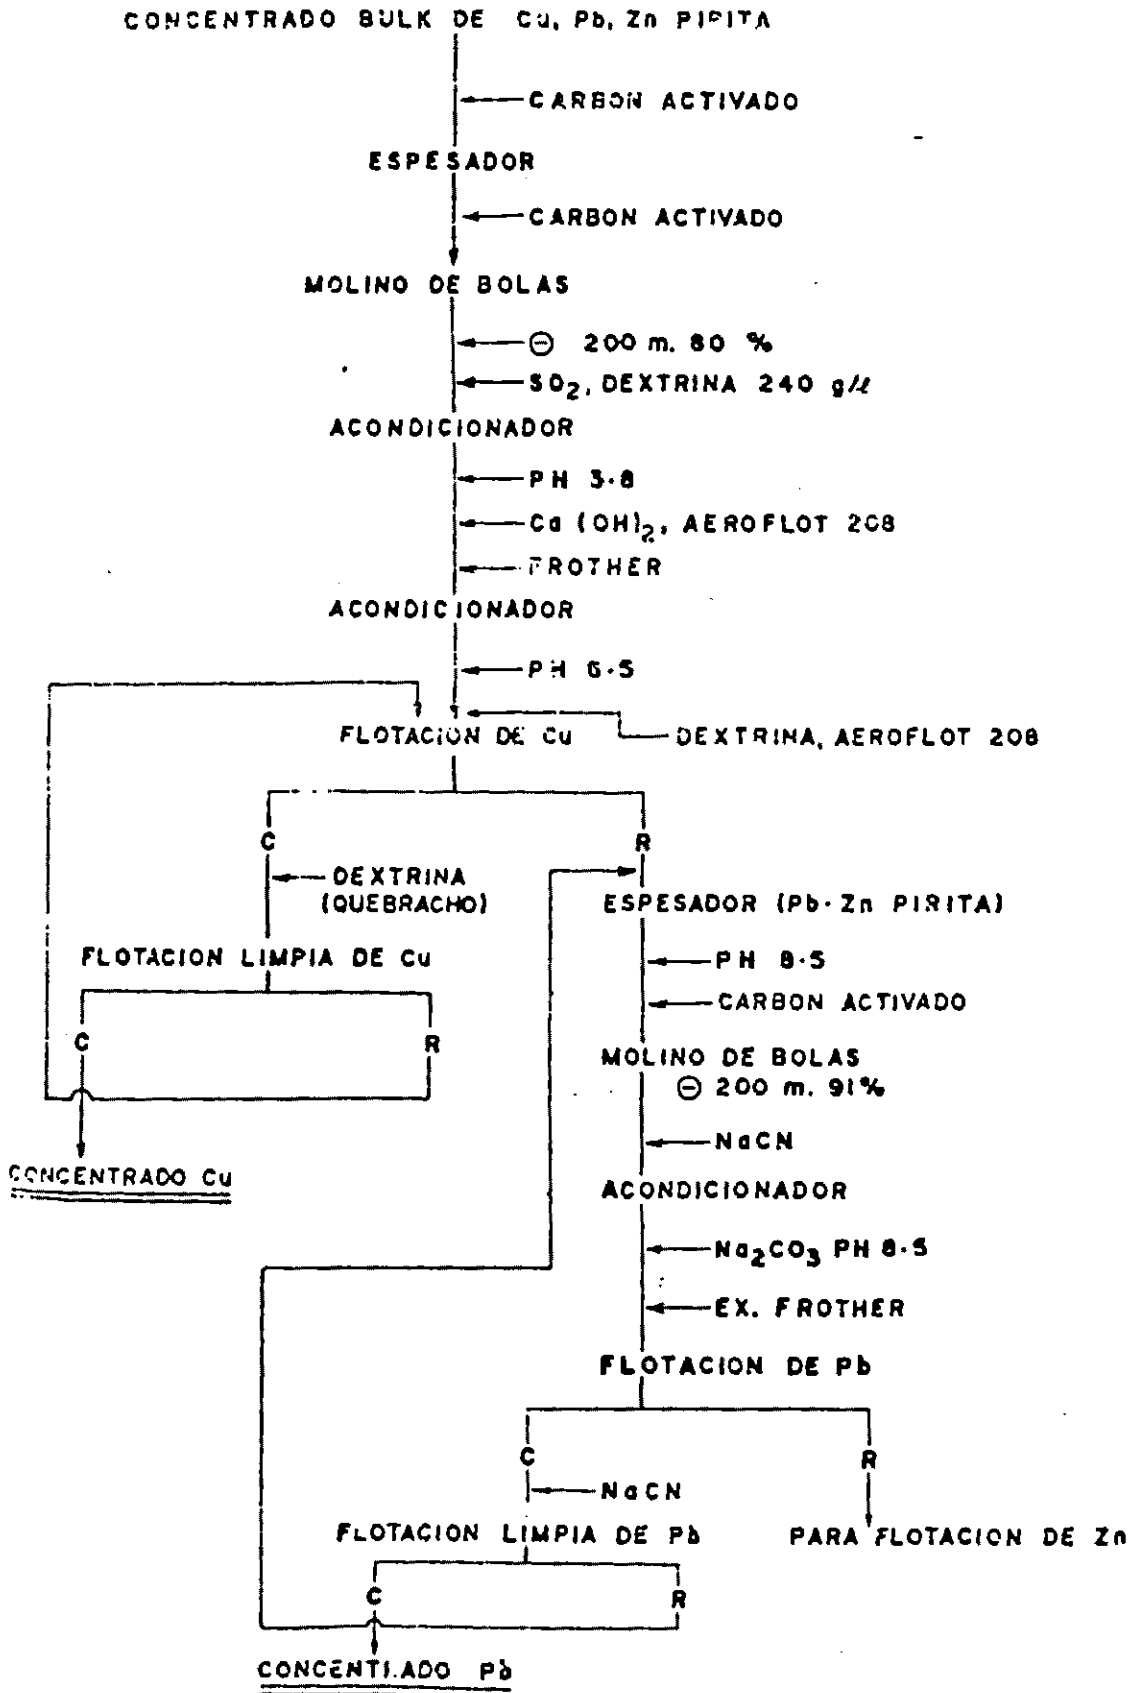 CONCENTRADO BULK DE Cu, Pb, Zn PIRITA
CARBON ACTIVADO
ESPESADOR
CARBON ACTIVADO
MOLINO DE BOLAS
⊖ 200 m. 80 %
SO₂, DEXTRINA 240 g/ℓ
ACONDICIONADOR
PH 3.8
Ca (OH)₂, AEROFLOT 208
FROTHER
ACONDICIONADOR
PH 6.5
FLOTACION DE Cu
DEXTRINA, AEROFLOT 208
C
R
DEXTRINA
(QUEBRACHO)
ESPESADOR (Pb-Zn PIRITA)
FLOTACION LIMPIA DE Cu
PH 8.5
CARBON ACTIVADO
C
R
MOLINO DE BOLAS
⊖ 200 m. 91%
NaCN
CONCENTRADO Cu
ACONDICIONADOR
Na₂CO₃ PH 8.5
EX. FROTHER
FLOTACION DE Pb
C
R
NaCN
FLOTACION LIMPIA DE Pb
PARA FLOTACION DE Zn
C
R
CONCENTRADO Pb